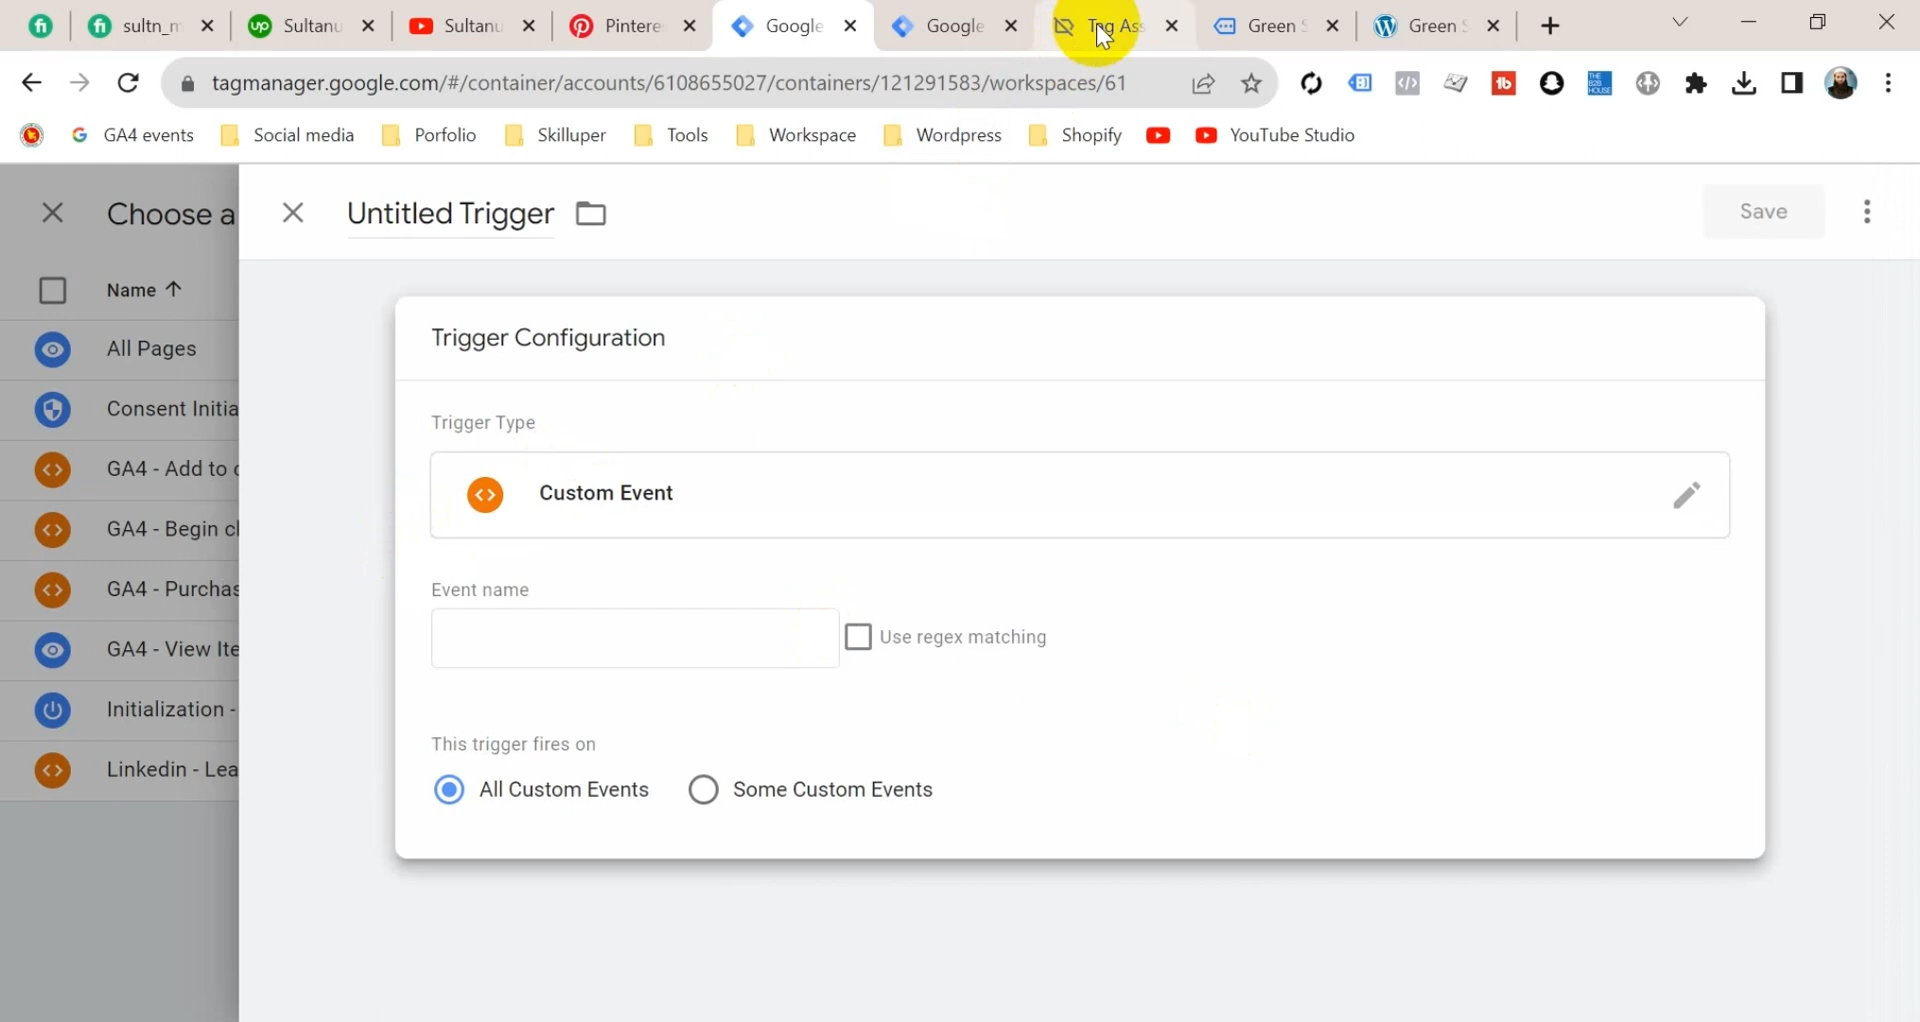 sultn_m
Sultanu
Sultanu
Pintere
Google
Google
Tag Ass
Green S
Green S
tagmanager.google.com/#/container/accounts/6108655027/containers/121291583/workspaces/61
GA4 events
Social media
Porfolio
Skilluper
Tools
Workspace
Wordpress
Shopify
YouTube Studio
Choose a
Untitled Trigger
Save
Name
Trigger Configuration
All Pages
Consent Initia
Trigger Type
GA4 - Add to c
Custom Event
GA4 - Begin cl
GA4 - Purchas
Event name
GA4 - View Ite
Use regex matching
Initialization -
This trigger fires on
Linkedin - Lea
All Custom Events
Some Custom Events